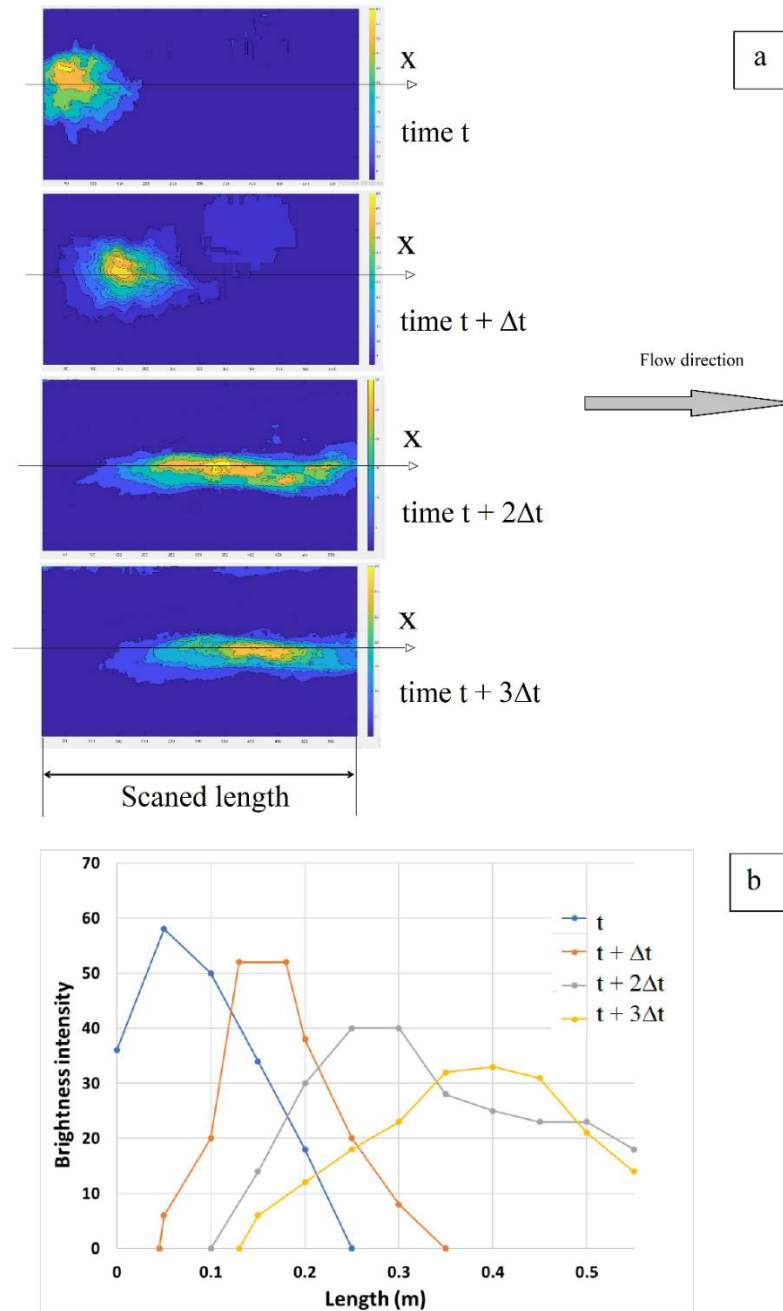 a
X
time t
X
time t + Δt
Flow direction
X
time t + 2Δt
X
time t + 3Δt
Scaned length
b
70
60
50
40
30
20
10
0
Brightness intensity
t
t + Δt
t + 2Δt
t + 3Δt
0 0.1 0.2 0.3 0.4 0.5
Length (m)